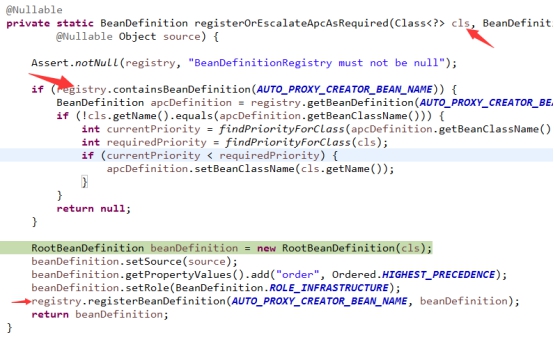 @Nullable
private static BeanDefinition registerOrEscalateApcAsRequired(Class<?> cls, BeanDefinit
@Nullable Object source) {
Assert.notNull(registry, "BeanDefinitionRegistry must not be null");
if (registry.containsBeanDefinition(AUTO_PROXY_CREATOR_BEAN_NAME)) {
BeanDefinition apcDefinition = registry.getBeanDefinition(AUTO_PROXY_CREATOR_BE
if (!cls.getName().equals(apcDefinition.getBeanClassName())) {
int currentPriority = findPriorityForClass(apcDefinition.getBeanClassName()
int requiredPriority = findPriorityForClass(cls);
if (currentPriority < requiredPriority) {
apcDefinition.setBeanClassName(cls.getName());
}
}
return null;
}
RootBeanDefinition beanDefinition = new RootBeanDefinition(cls);
beanDefinition.setSource(source);
beanDefinition.getPropertyValues().add("order", Ordered.HIGHEST_PRECEDENCE);
beanDefinition.setRole(BeanDefinition.ROLE_INFRASTRUCTURE);
registry.registerBeanDefinition(AUTO_PROXY_CREATOR_BEAN_NAME, beanDefinition);
return beanDefinition;
}